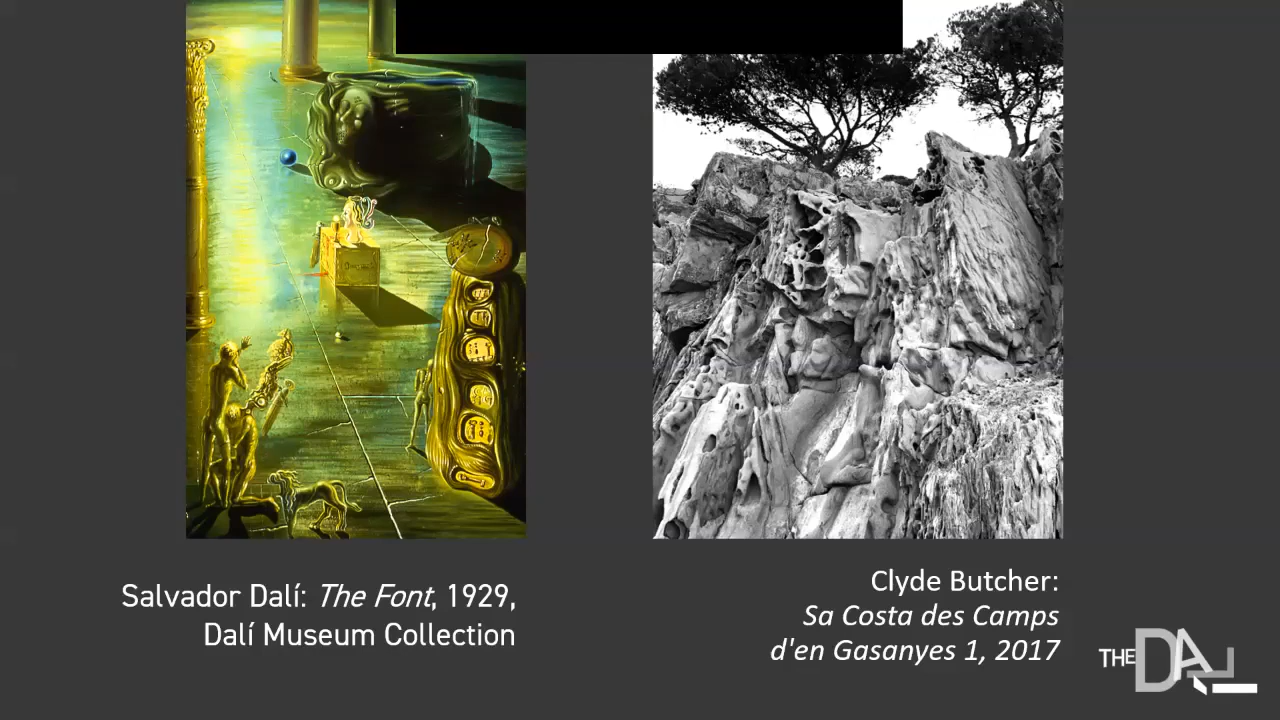 Salvador Dalí: The Font, 1929,
Dalí Museum Collection
Clyde Butcher:
Sa Costa des Camps
d'en Gasanyes 1, 2017
THE DALÍ